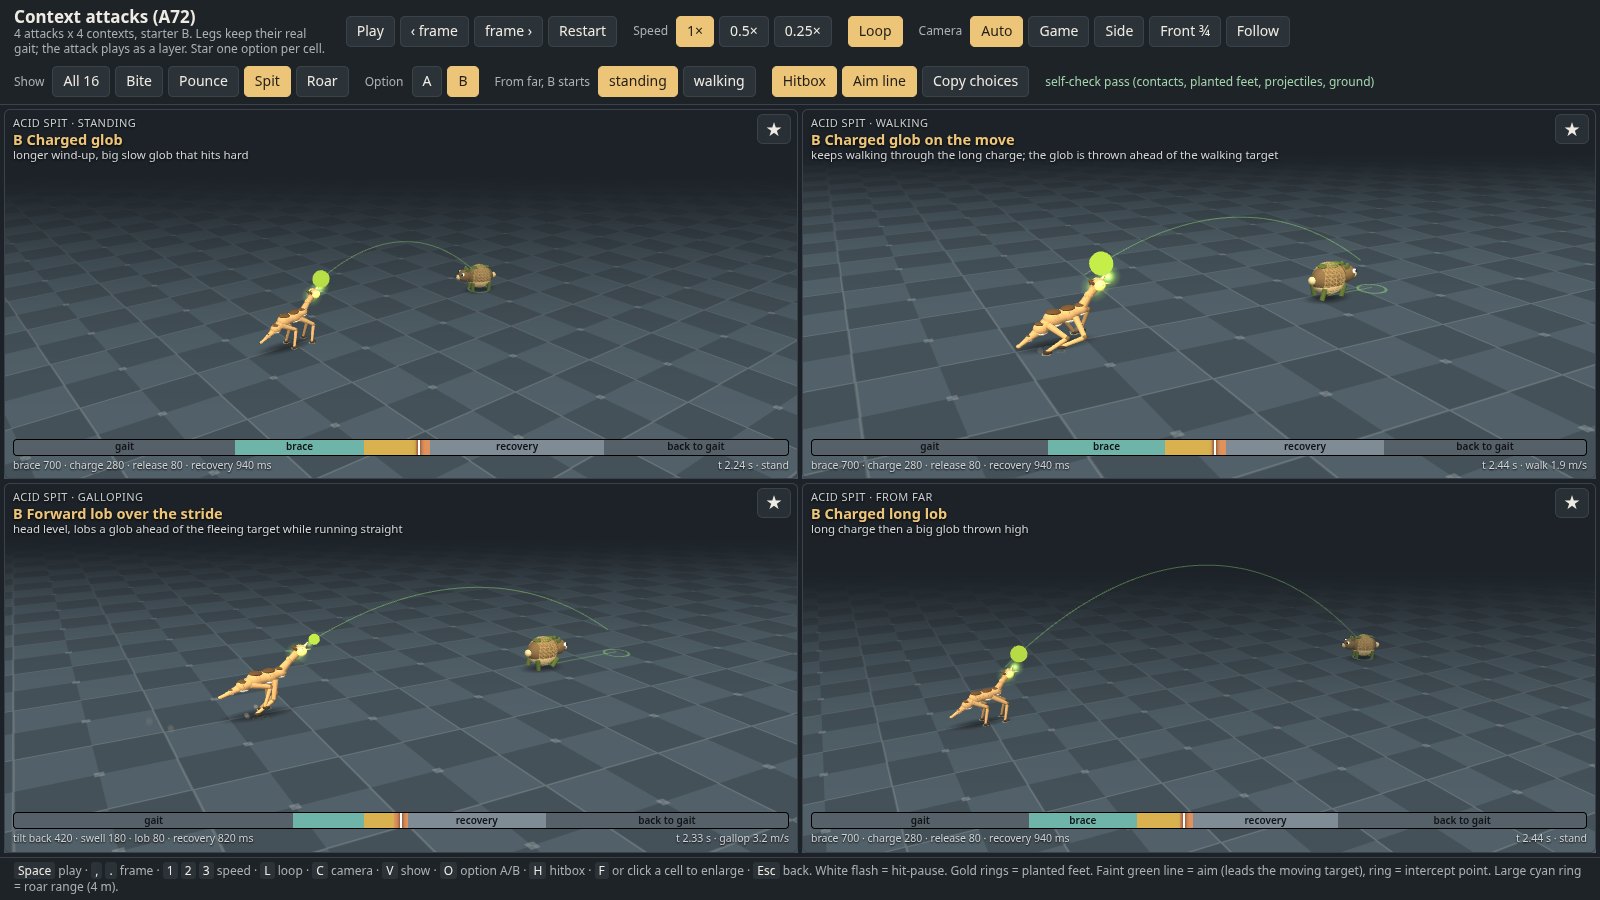 Context attacks (A72)
4 attacks x 4 contexts, starter B. Legs keep their real
gait; the attack plays as a layer. Star one option per cell.
Play ‹ frame frame › Restart Speed 1× 0.5× 0.25× Loop Camera Auto Game Side Front ¾ Follow
Show All 16 Bite Pounce Spit Roar Option A B From far, B starts standing walking Hitbox Aim line Copy choices self-check pass (contacts, planted feet, projectiles, ground)
ACID SPIT · STANDING
B Charged glob
longer wind-up, big slow glob that hits hard
★
gait brace recovery back to gait
brace 700 · charge 280 · release 80 · recovery 940 ms t 2.24 s · stand
ACID SPIT · WALKING
B Charged glob on the move
keeps walking through the long charge; the glob is thrown ahead of the walking target
★
gait brace recovery back to gait
brace 700 · charge 280 · release 80 · recovery 940 ms t 2.44 s · walk 1.9 m/s
ACID SPIT · GALLOPING
B Forward lob over the stride
head level, lobs a glob ahead of the fleeing target while running straight
★
gait recovery back to gait
tilt back 420 · swell 180 · lob 80 · recovery 820 ms t 2.33 s · gallop 3.2 m/s
ACID SPIT · FROM FAR
B Charged long lob
long charge then a big glob thrown high
★
gait brace recovery back to gait
brace 700 · charge 280 · release 80 · recovery 940 ms t 2.44 s · stand
Space play · , . frame · 1 2 3 speed · L loop · C camera · V show · O option A/B · H hitbox · F or click a cell to enlarge · Esc back. White flash = hit-pause. Gold rings = planted feet. Faint green line = aim (leads the moving target), ring = intercept point. Large cyan ring
= roar range (4 m).